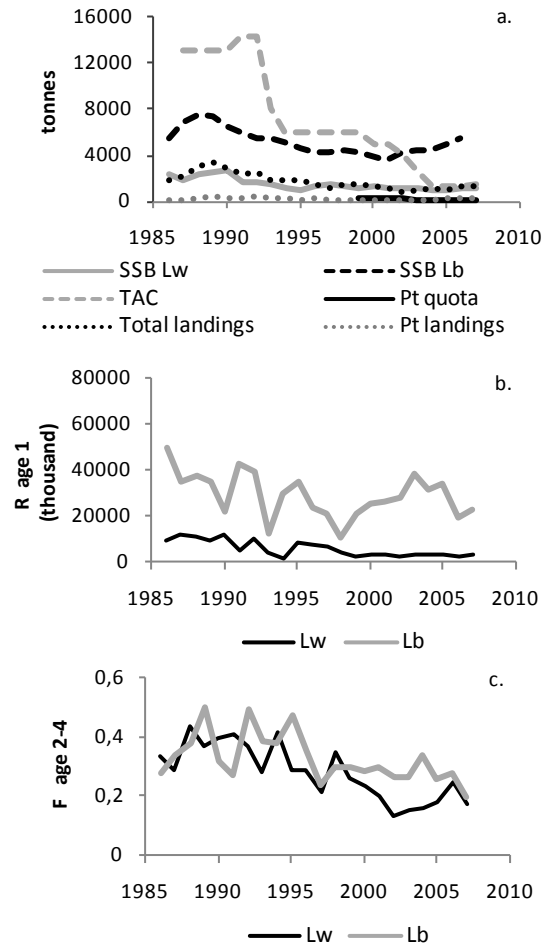 a.
16000
12000
8000
4000
0
tonnes
1985 1990 1995 2000 2005 2010
SSB Lw SSB Lb
TAC Pt quota
Total landings Pt landings
b.
80000
60000
40000
20000
0
R age 1
(thousand)
1985 1990 1995 2000 2005 2010
Lw Lb
c.
0,6
0,4
0,2
0
F age 2-4
1985 1990 1995 2000 2005 2010
Lw Lb